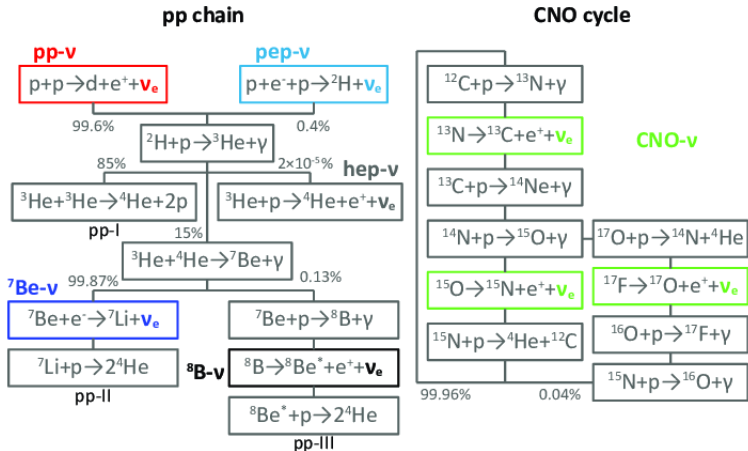 pp chain
pp-ν
pep-ν
p+p→d+e⁺+νₑ
p+e⁻+p→²H+νₑ
99.6%
0.4%
²H+p→³He+γ
85%
2×10⁻⁵%
hep-ν
³He+³He→⁴He+2p
³He+p→⁴He+e⁺+νₑ
pp-I
15%
³He+⁴He→⁷Be+γ
⁷Be-ν
99.87%
0.13%
⁷Be+e⁻→⁷Li+νₑ
⁷Be+p→⁸B+γ
⁷Li+p→2⁴He
⁸B-ν
⁸B→⁸Be*+e⁺+νₑ
pp-II
⁸Be*+p→2⁴He
pp-III
CNO cycle
¹²C+p→¹³N+γ
¹³N→¹³C+e⁺+νₑ
CNO-ν
¹³C+p→¹⁴Ne+γ
¹⁴N+p→¹⁵O+γ
¹⁷O+p→¹⁴N+⁴He
¹⁵O→¹⁵N+e⁺+νₑ
¹⁷F→¹⁷O+e⁺+νₑ
¹⁵N+p→⁴He+¹²C
¹⁶O+p→¹⁷F+γ
99.96%
0.04%
¹⁵N+p→¹⁶O+γ